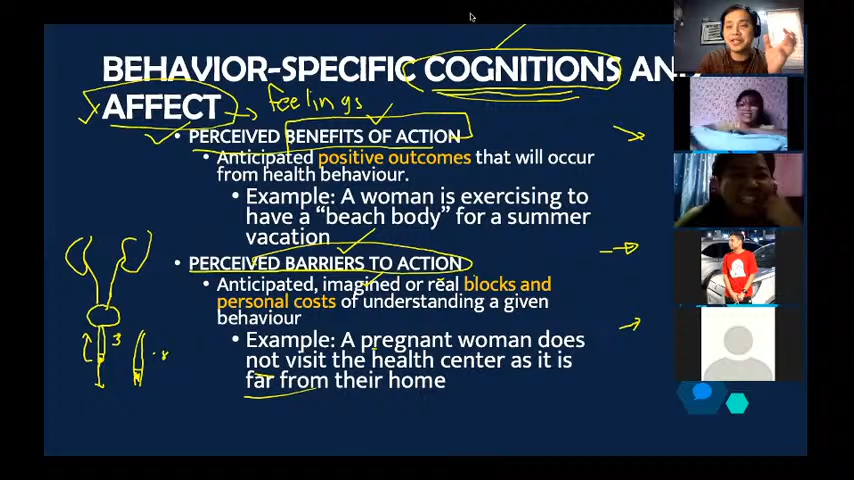 BEHAVIOR-SPECIFIC COGNITIONS AND
AFFECT
feelings
• PERCEIVED BENEFITS OF ACTION
• Anticipated positive outcomes that will occur
from health behaviour.
• Example: A woman is exercising to
have a “beach body” for a summer
vacation
• PERCEIVED BARRIERS TO ACTION
• Anticipated, imagined or real blocks and
personal costs of understanding a given
behaviour
• Example: A pregnant woman does
not visit the health center as it is
far from their home
3